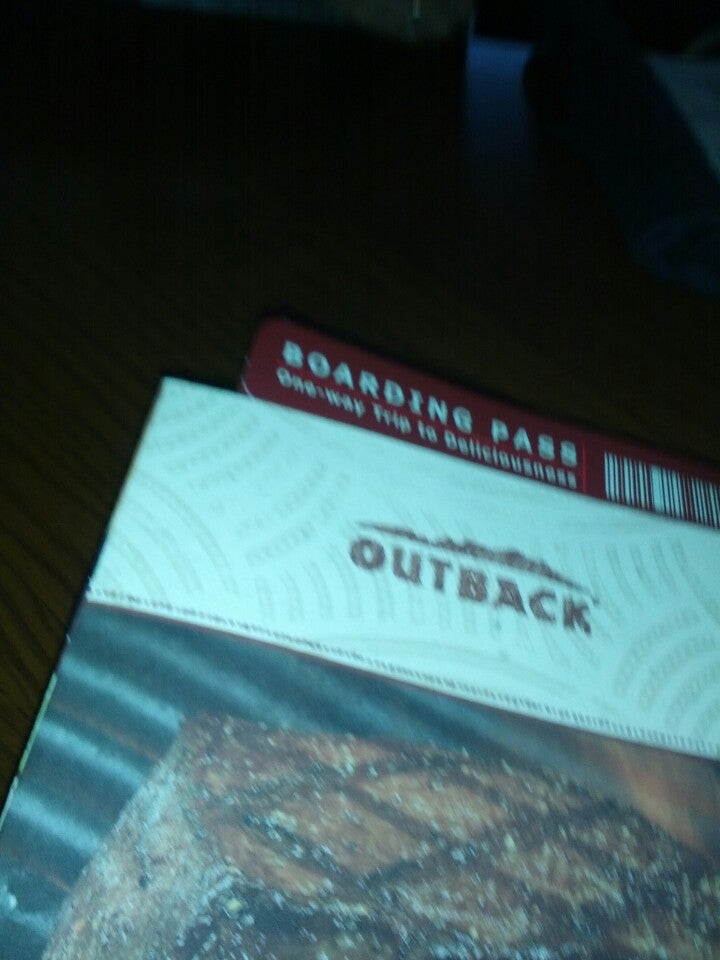 BOARDING PASS
One-way Trip to Deliciousness
OUTBACK